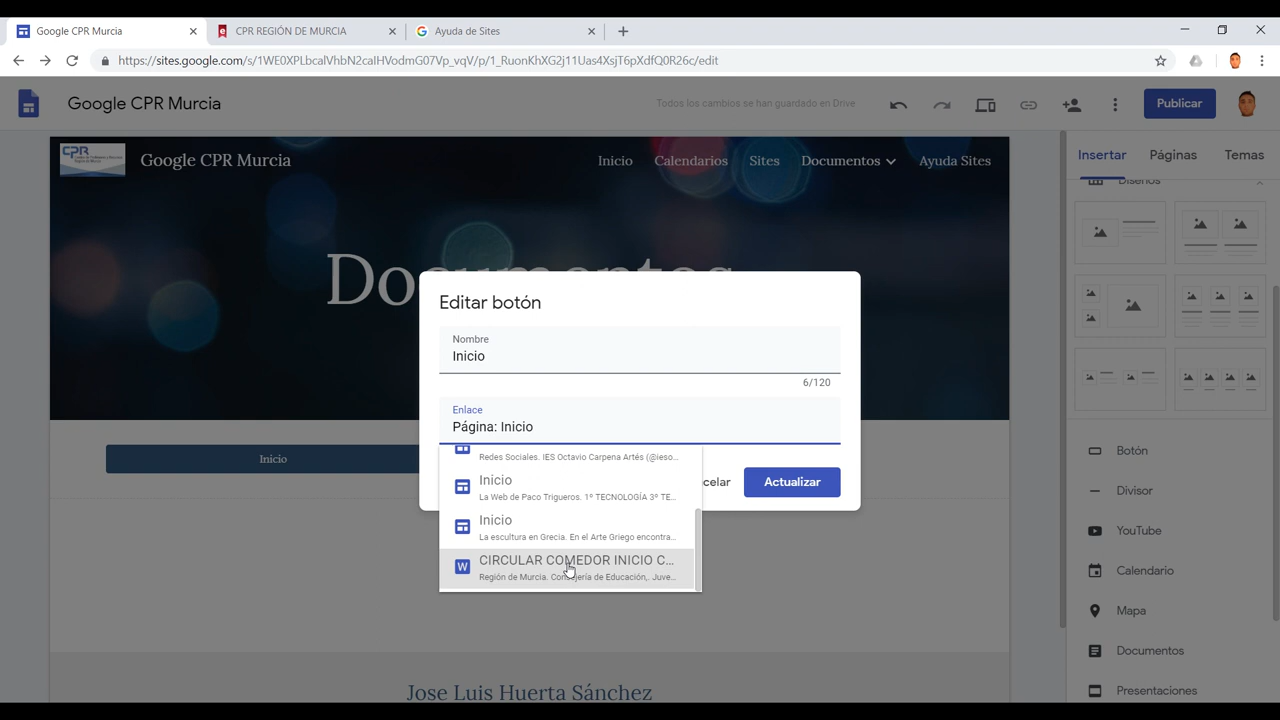 Google CPR Murcia
CPR REGIÓN DE MURCIA
Ayuda de Sites
https://sites.google.com/s/1WE0XPLbcalVhbN2calHVodmG07Vp_vqV/p/1_RuonKhXG2j11Uas4XsjT6pXdfQ0R26c/edit
Google CPR Murcia
Todos los cambios se han guardado en Drive
Publicar
CPR
Google CPR Murcia
Inicio
Calendarios
Sites
Documentos
Ayuda Sites
Insertar
Páginas
Temas
Diseños
Documentos
Editar botón
Nombre
Inicio
6/120
Enlace
Página: Inicio
Redes Sociales. IES Octavio Carpena Artés (@ieso...
Inicio
La Web de Paco Trigueros. 1º TECNOLOGÍA 3º TE...
Inicio
La escultura en Grecia. En el Arte Griego encontra...
CIRCULAR COMEDOR INICIO C...
Región de Murcia. Consejería de Educación,. Juve...
celar
Actualizar
Inicio
Botón
Divisor
YouTube
Calendario
Mapa
Documentos
Presentaciones
Jose Luis Huerta Sánchez